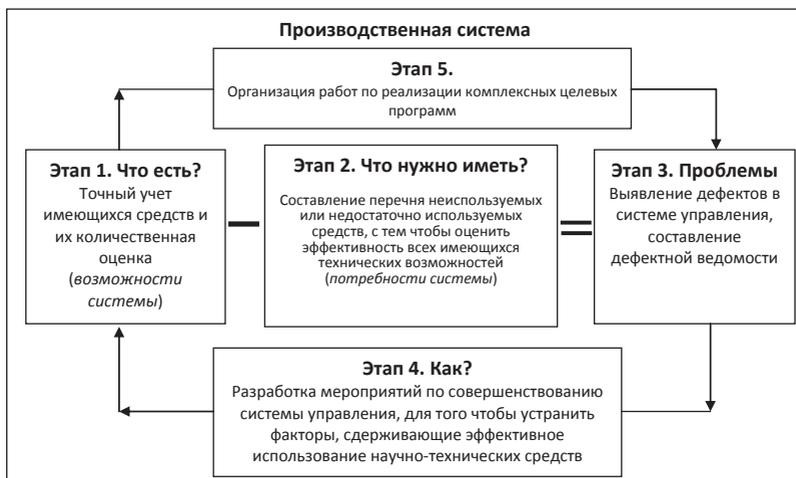 Производственная система
Этап 5.
Организация работ по реализации комплексных целевых
программ
Этап 1. Что есть?
Точный учет
имеющихся средств и
их количественная
оценка
(возможности
системы)
Этап 2. Что нужно иметь?
Составление перечня неиспользуемых
или недостаточно используемых
средств, с тем чтобы оценить
эффективность всех имеющихся
технических возможностей
(потребности системы)
Этап 3. Проблемы
Выявление дефектов в
системе управления,
составление
дефектной ведомости
Этап 4. Как?
Разработка мероприятий по совершенствованию
системы управления, для того чтобы устранить
факторы, сдерживающие эффективное
использование научно-технических средств